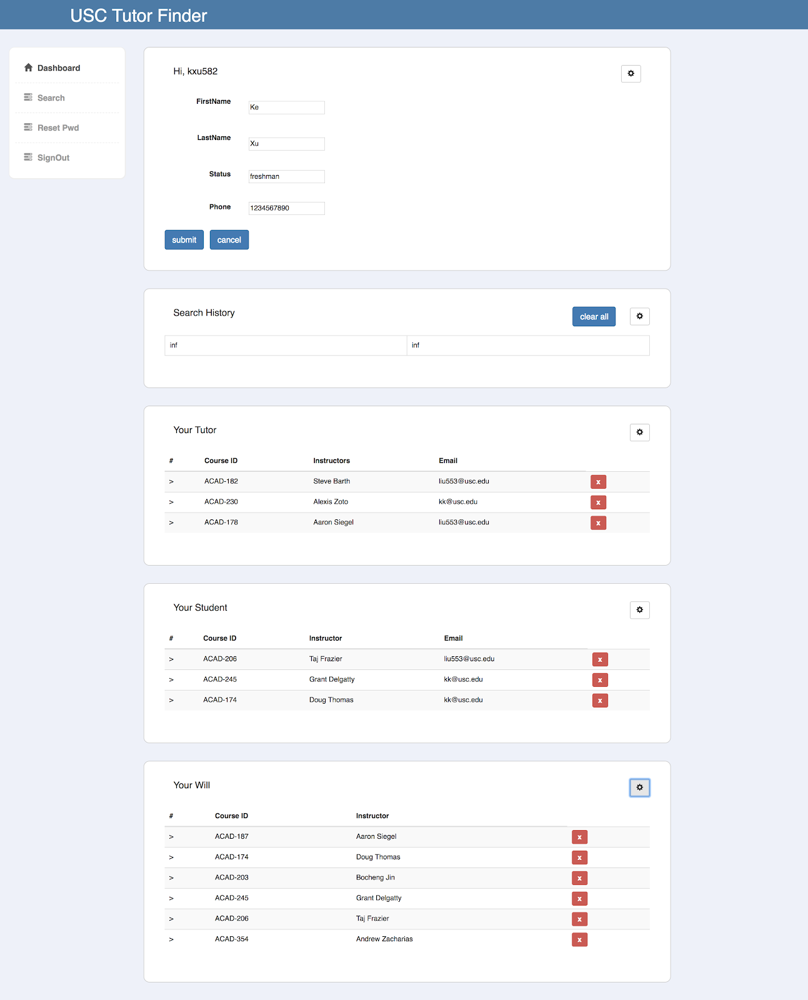 USC Tutor Finder
Dashboard
Search
Reset Pwd
SignOut
Hi, kxu582
FirstName Ke
LastName Xu
Status freshman
Phone 1234567890
submit cancel
Search History clear all
inf inf
Your Tutor
# Course ID Instructors Email
> ACAD-182 Steve Barth liu553@usc.edu x
> ACAD-230 Alexis Zoto kk@usc.edu x
> ACAD-178 Aaron Siegel liu553@usc.edu x
Your Student
# Course ID Instructor Email
> ACAD-206 Taj Frazier liu553@usc.edu x
> ACAD-245 Grant Delgatty kk@usc.edu x
> ACAD-174 Doug Thomas kk@usc.edu x
Your Will
# Course ID Instructor
> ACAD-187 Aaron Siegel x
> ACAD-174 Doug Thomas x
> ACAD-203 Bocheng Jin x
> ACAD-245 Grant Delgatty x
> ACAD-206 Taj Frazier x
> ACAD-354 Andrew Zacharias x